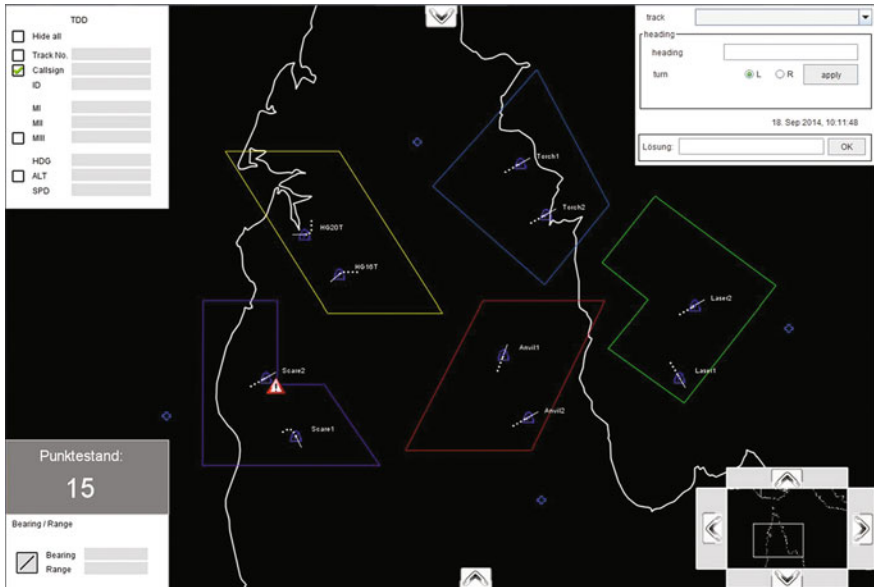 TDD
Hide all
Track No.
Callsign
ID
MI
MII
MIII
HDG
ALT
SPD
track
heading
heading
turn
L
R
apply
18. Sep 2014, 10:11:48
Lösung:
OK
Torch1
Torch2
HG20T
HG16T
Laser2
Laser1
Anvil1
Anvil2
Scare2
Scare1
Punktestand:
15
Bearing / Range
Bearing
Range